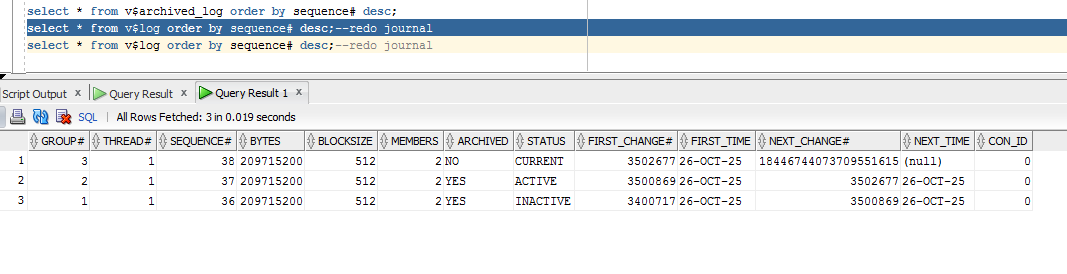 select * from v$archived_log order by sequence# desc;
select * from v$log order by sequence# desc;--redo journal
select * from v$log order by sequence# desc;--redo journal
Script Output x Query Result x Query Result 1 x
SQL All Rows Fetched: 3 in 0.019 seconds
GROUP# THREAD# SEQUENCE# BYTES BLOCKSIZE MEMBERS ARCHIVED STATUS FIRST_CHANGE# FIRST_TIME NEXT_CHANGE# NEXT_TIME CON_ID
1 3 1 38 209715200 512 2 NO CURRENT 3502677 26-OCT-25 18446744073709551615 (null) 0
2 2 1 37 209715200 512 2 YES ACTIVE 3500869 26-OCT-25 3502677 26-OCT-25 0
3 1 1 36 209715200 512 2 YES INACTIVE 3400717 26-OCT-25 3500869 26-OCT-25 0